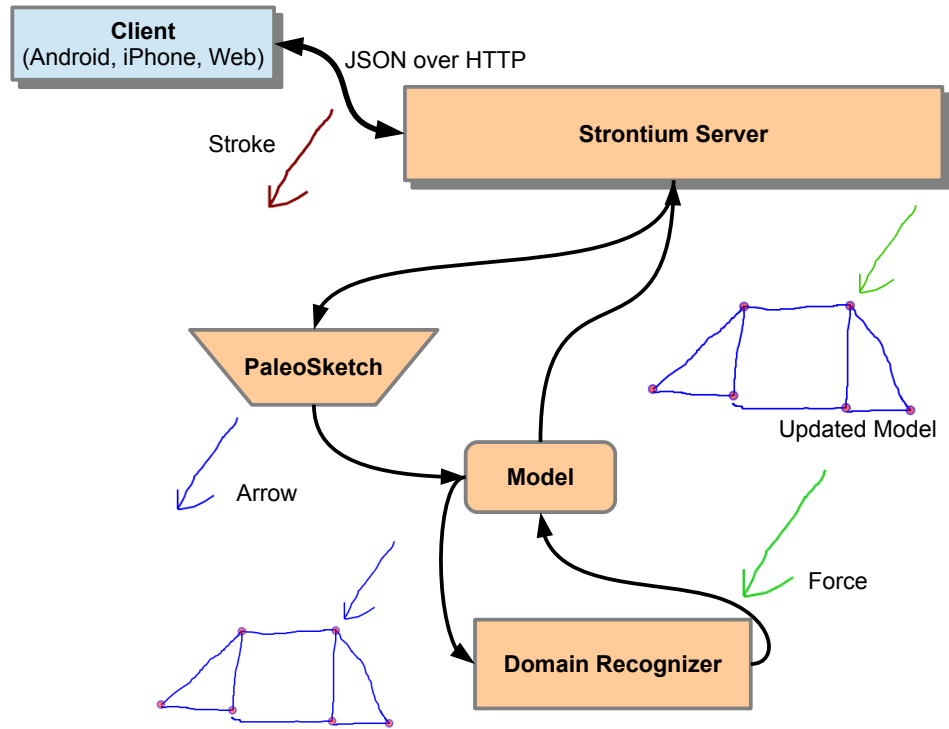 Client
(Android, iPhone, Web)
JSON over HTTP
Strontium Server
Stroke
PaleoSketch
Updated Model
Arrow
Model
Force
Domain Recognizer